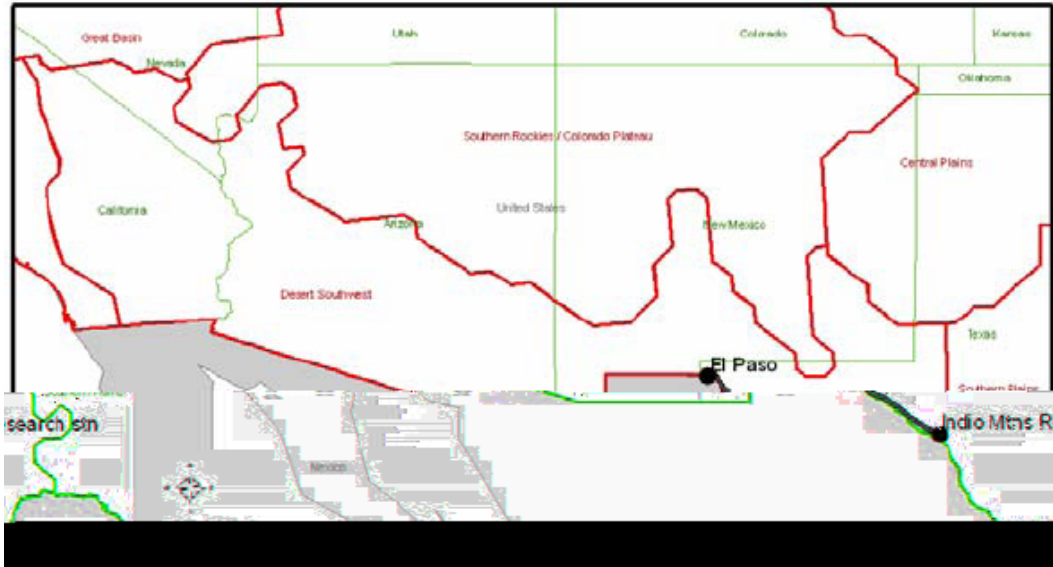 Great Basin
Utah
Colorado
Kansas
Nevada
Oklahoma
Southern Rockies / Colorado Plateau
Central Plains
California
United States
Arizona
New Mexico
Desert Southwest
Texas
El Paso
Southern Plains
search stn
Indio Mtns R
Mexico